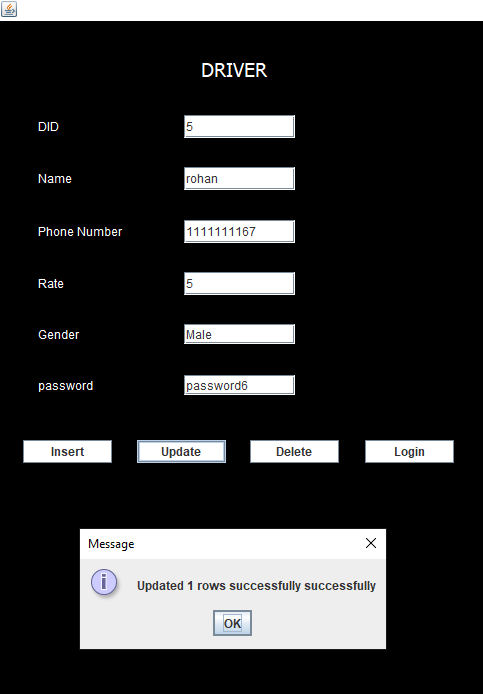 DRIVER
DID 5
Name rohan
Phone Number 1111111167
Rate 5
Gender Male
password password6
Insert Update Delete Login
Message
Updated 1 rows successfully successfully
OK